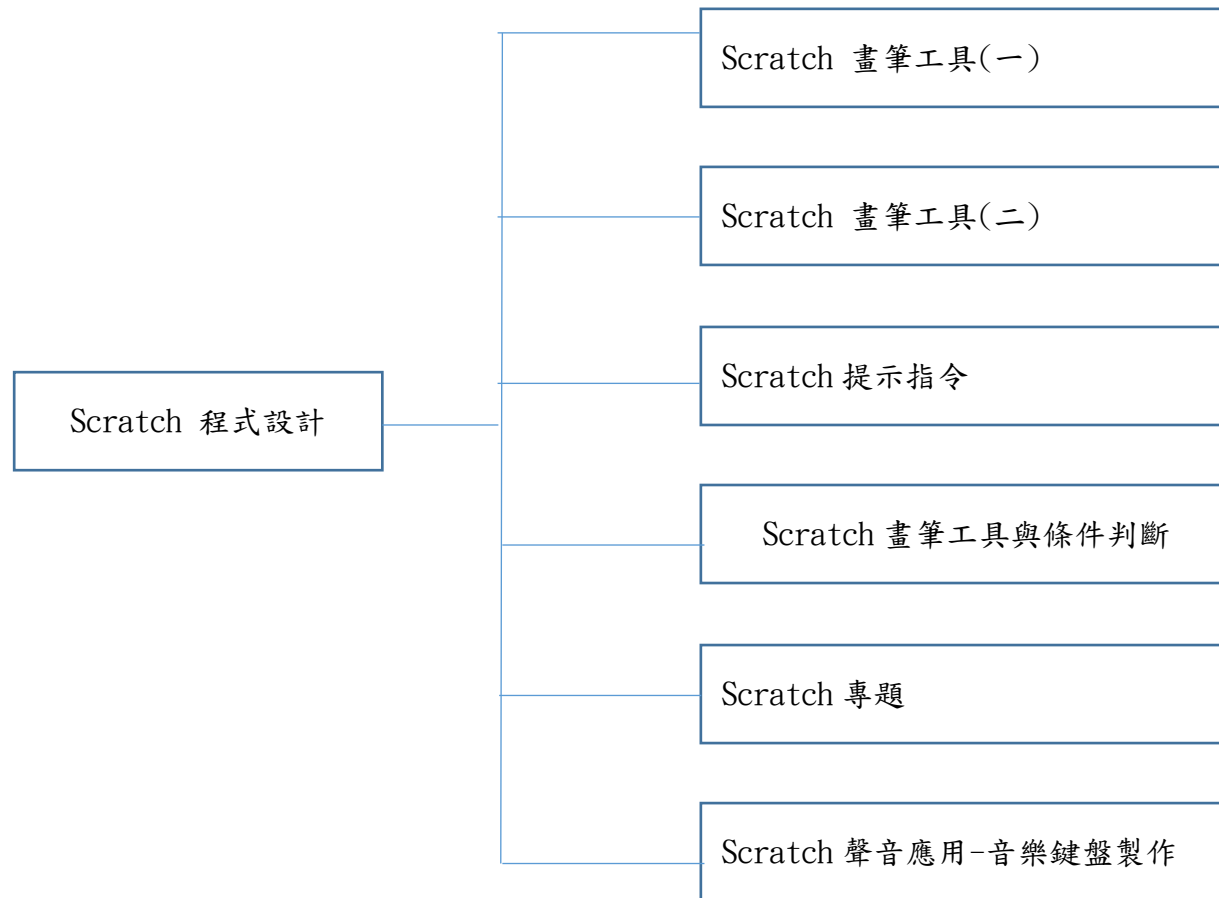 Scratch 畫筆工具(一)
Scratch 畫筆工具(二)
Scratch 提示指令
Scratch 程式設計
Scratch 畫筆工具與條件判斷
Scratch 專題
Scratch 聲音應用-音樂鍵盤製作